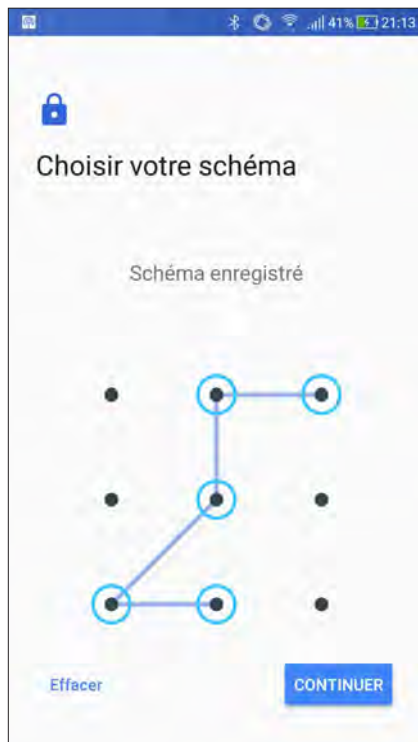 41% 21:13
Choisir votre schéma
Schéma enregistré
Effacer CONTINUER